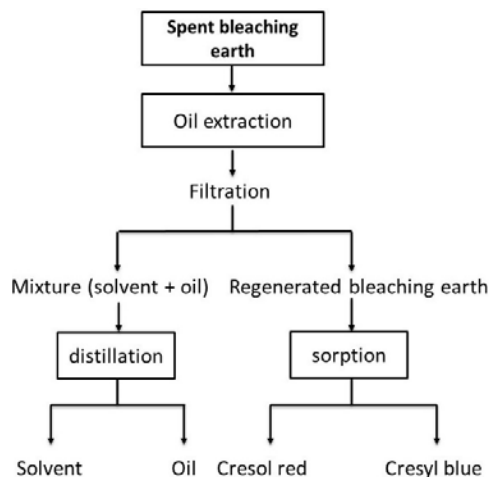 Spent bleaching
earth
Oil extraction
Filtration
Mixture (solvent + oil)
Regenerated bleaching earth
distillation
sorption
Solvent
Oil
Cresol red
Cresyl blue